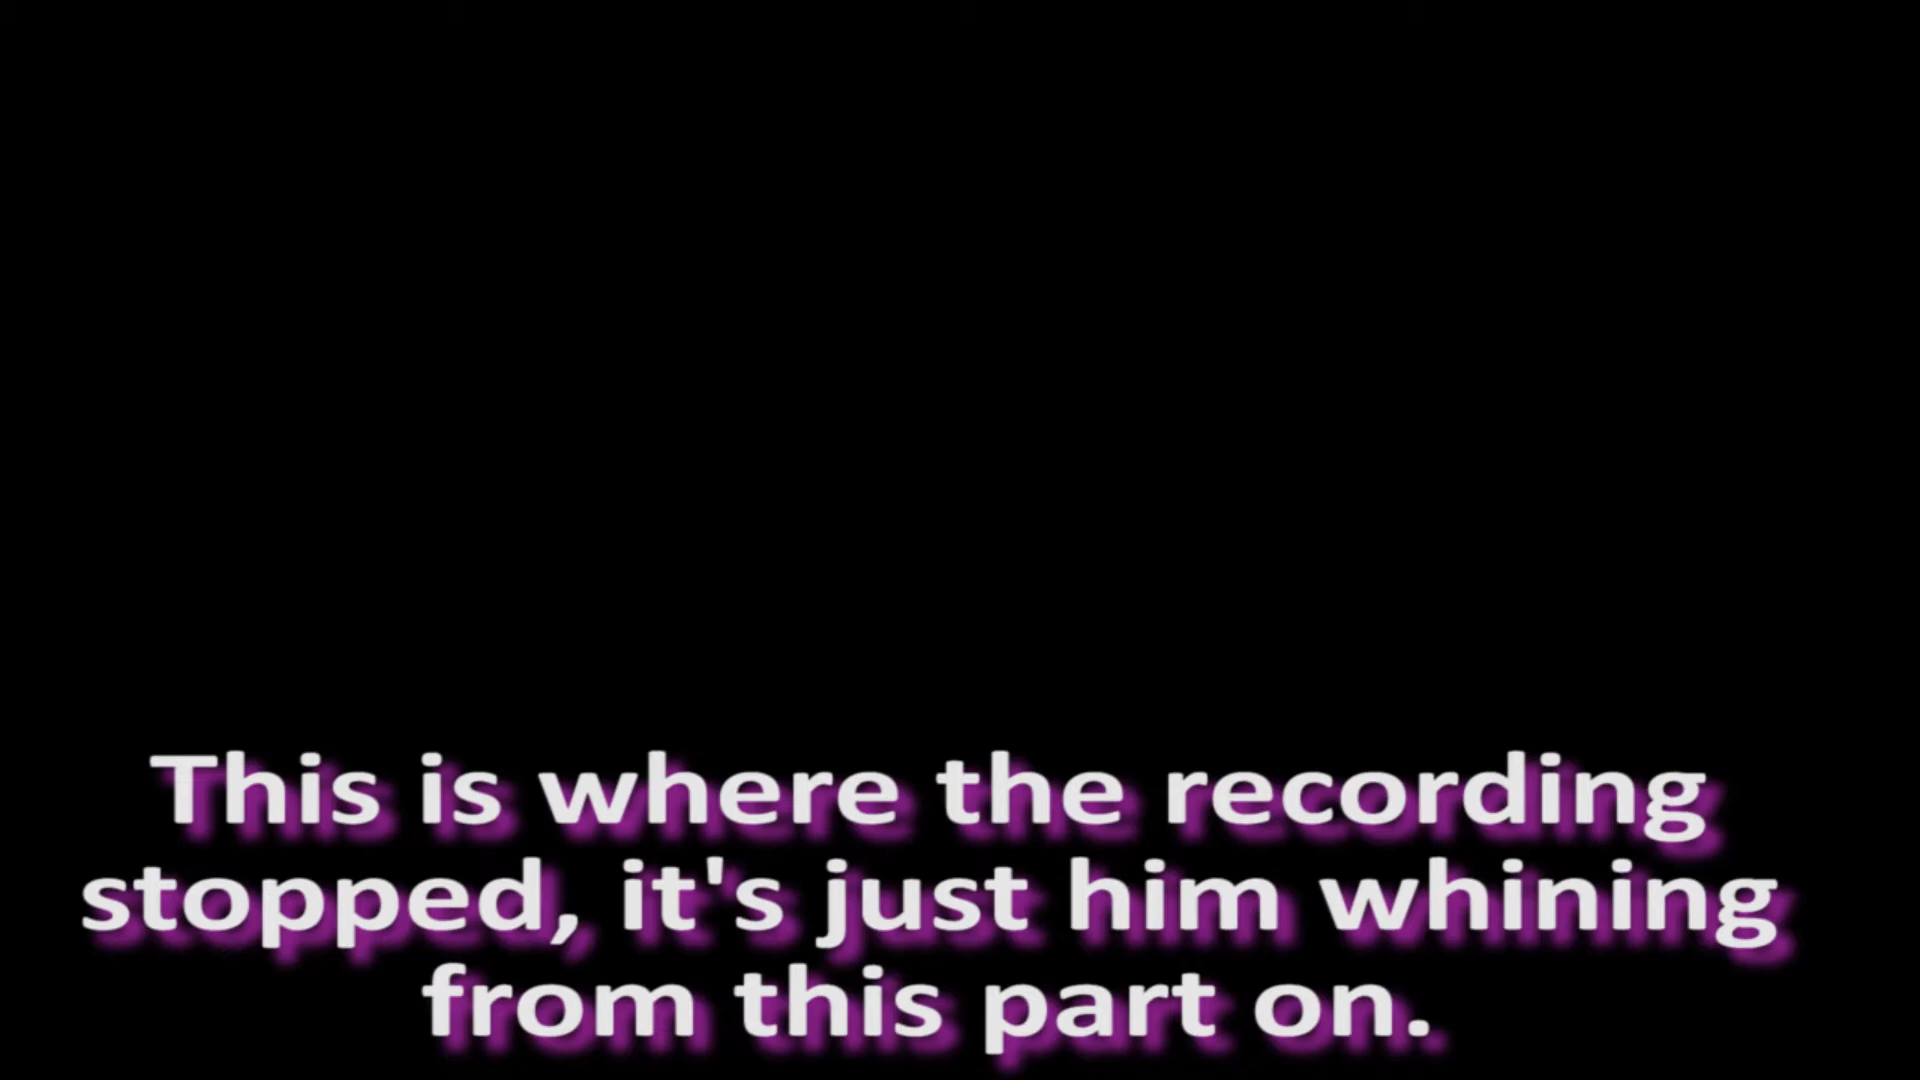 This is where the recording
stopped, it's just him whining
from this part on.